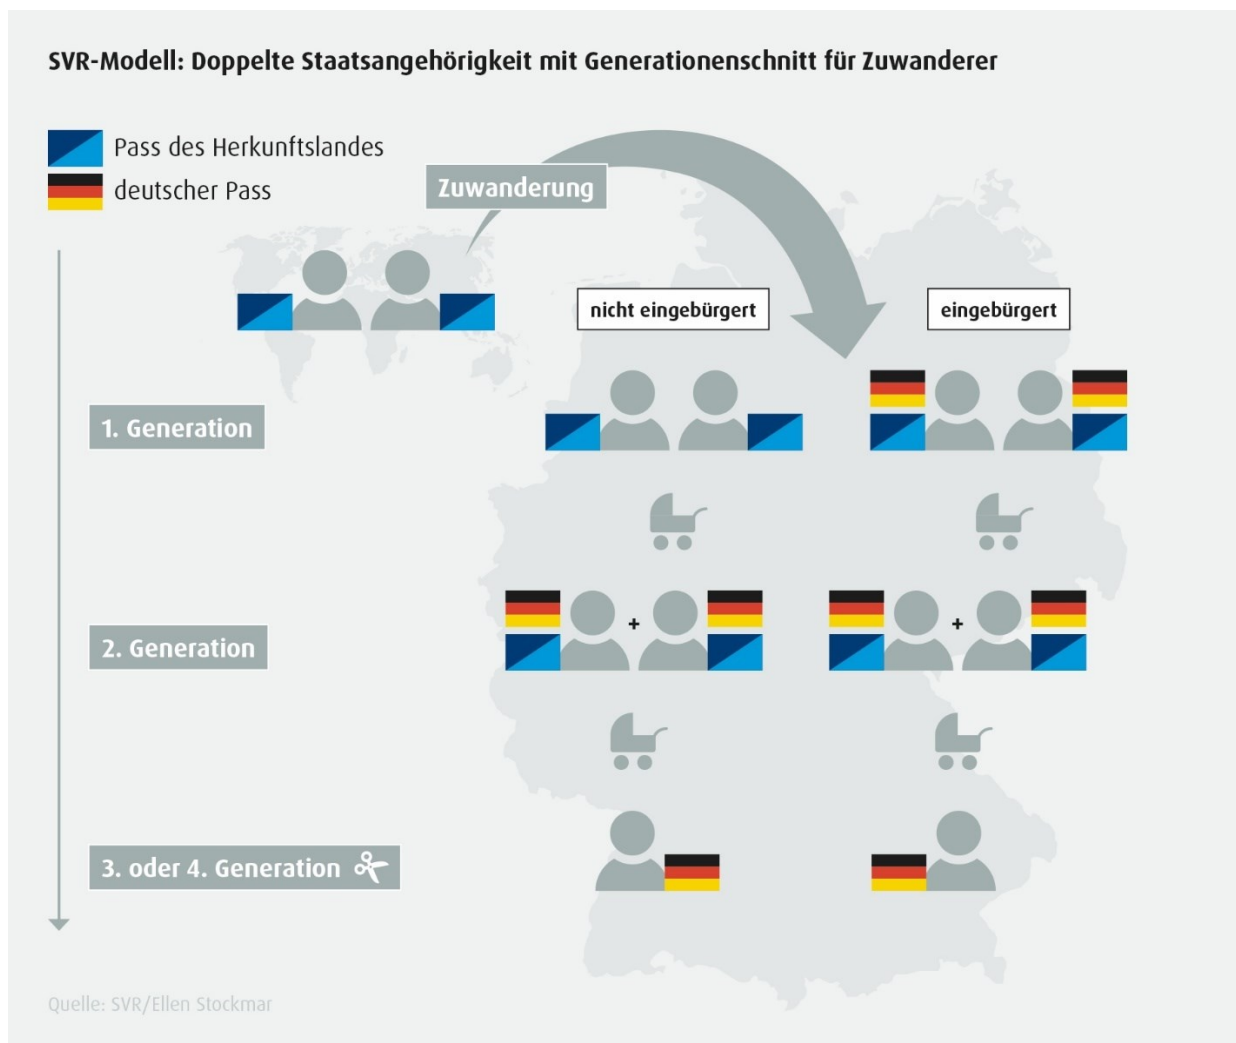 SVR-Modell: Doppelte Staatsangehörigkeit mit Generationenschnitt für Zuwanderer
Pass des Herkunftslandes
deutscher Pass
Zuwanderung
nicht eingebürgert
eingebürgert
1. Generation
+
+
2. Generation
3. oder 4. Generation
Quelle: SVR/Ellen Stockmar